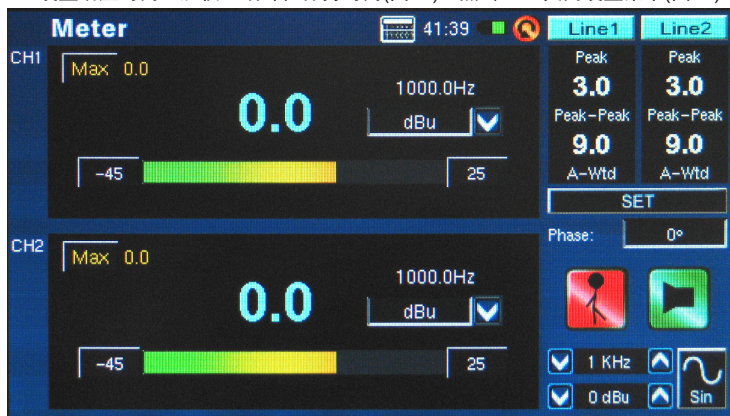 Meter
41:39
Line1
Line2
CH1
Max 0.0
0.0
1000.0Hz
dBu
-45
25
Peak
3.0
Peak-Peak
9.0
A-Wtd
Peak
3.0
Peak-Peak
9.0
A-Wtd
SET
Phase:
0°
CH2
Max 0.0
0.0
1000.0Hz
dBu
-45
25
1 KHz
0 dBu
Sin